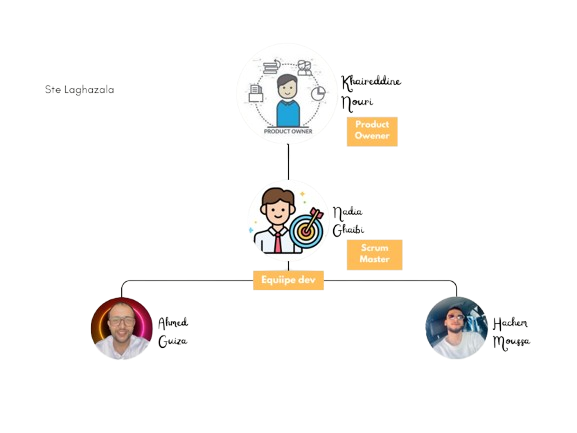 Ste Laghazala
PRODUCT OWNER
Khaireddine
Nouri
Product
Owener
Nadia
Ghaibi
Scrum
Master
Equiipe dev
Ahmed
Guiza
Hachem
Moussa